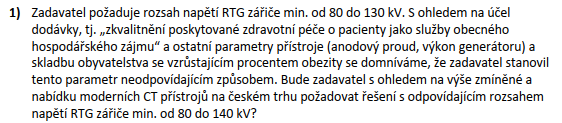 1) Zadavatel požaduje rozsah napětí RTG zářiče min. od 80 do 130 kV. S ohledem na účel
dodávky, tj. „zkvalitnění poskytované zdravotní péče o pacienty jako služby obecného
hospodářského zájmu“ a ostatní parametry přístroje (anodový proud, výkon generátoru) a
skladbu obyvatelstva se vzrůstajícím procentem obezity se domníváme, že zadavatel stanovil
tento parametr neodpovídajícím způsobem. Bude zadavatel s ohledem na výše zmíněné a
nabídku moderních CT přístrojů na českém trhu požadovat řešení s odpovídajícím rozsahem
napětí RTG zářiče min. od 80 do 140 kV?